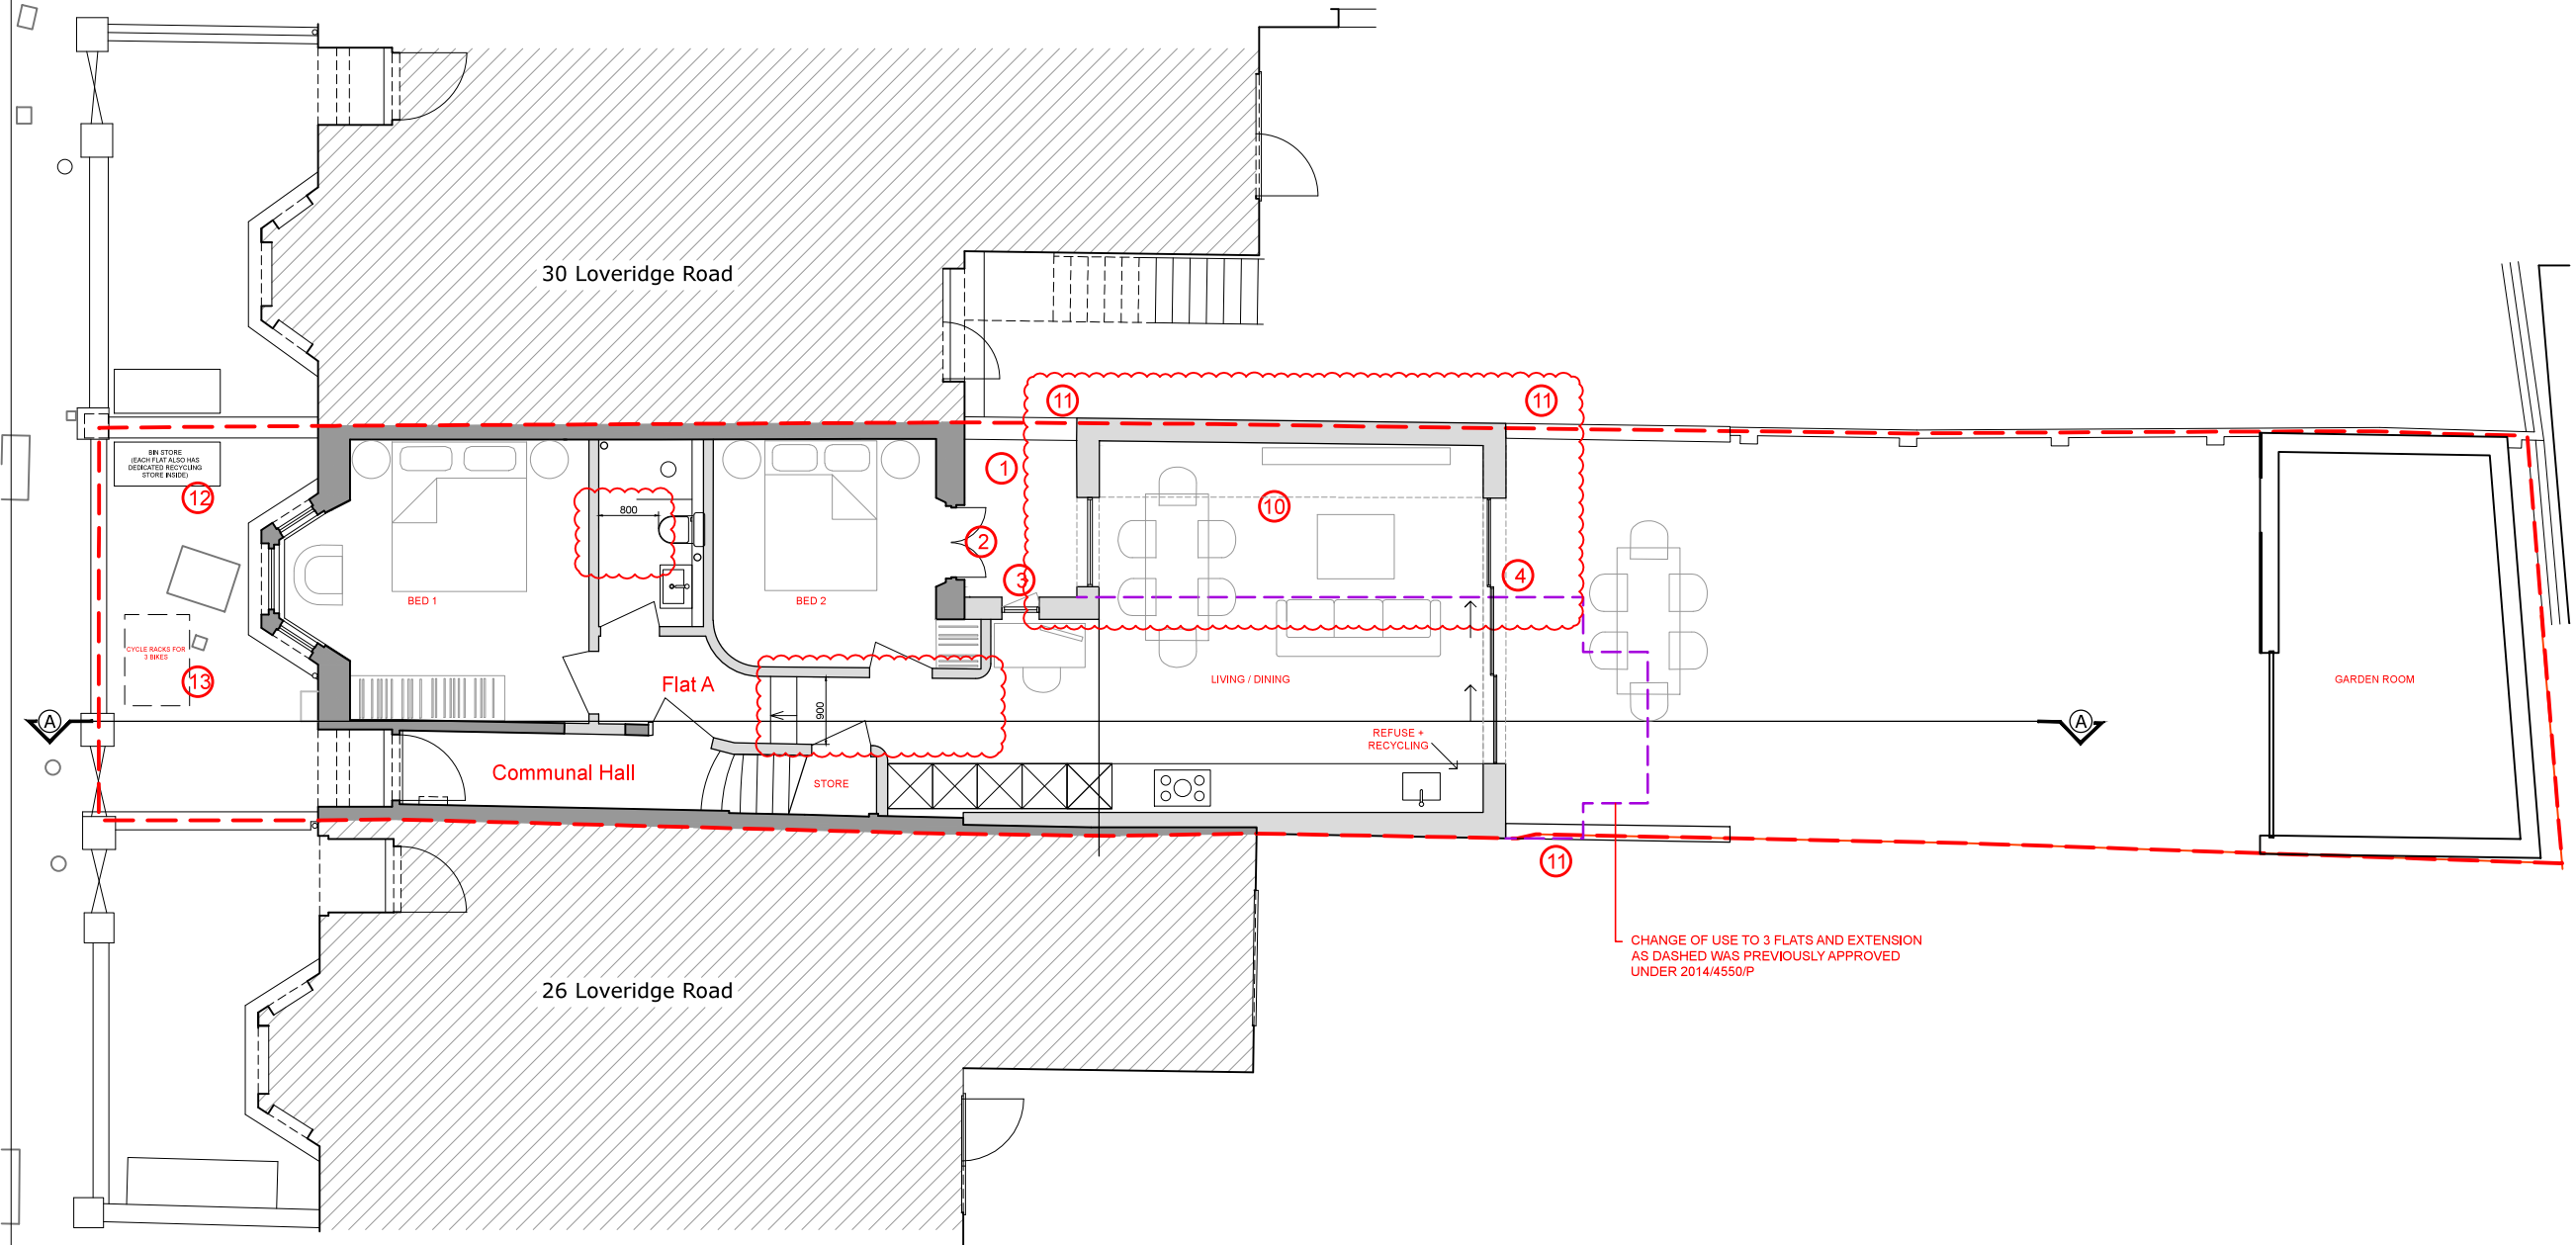 30 Loveridge Road
11
11
1
BIN STORE
(EACH FLAT ALSO HAS
DEDICATED RECYCLING
STORE INSIDE)
12
800
10
2
3
4
BED 1
BED 2
CYCLE RACKS FOR
3 BIKES
13
Flat A
LIVING / DINING
GARDEN ROOM
900
A
A
REFUSE +
RECYCLING
Communal Hall
STORE
11
CHANGE OF USE TO 3 FLATS AND EXTENSION
AS DASHED WAS PREVIOUSLY APPROVED
UNDER 2014/4550/P
26 Loveridge Road